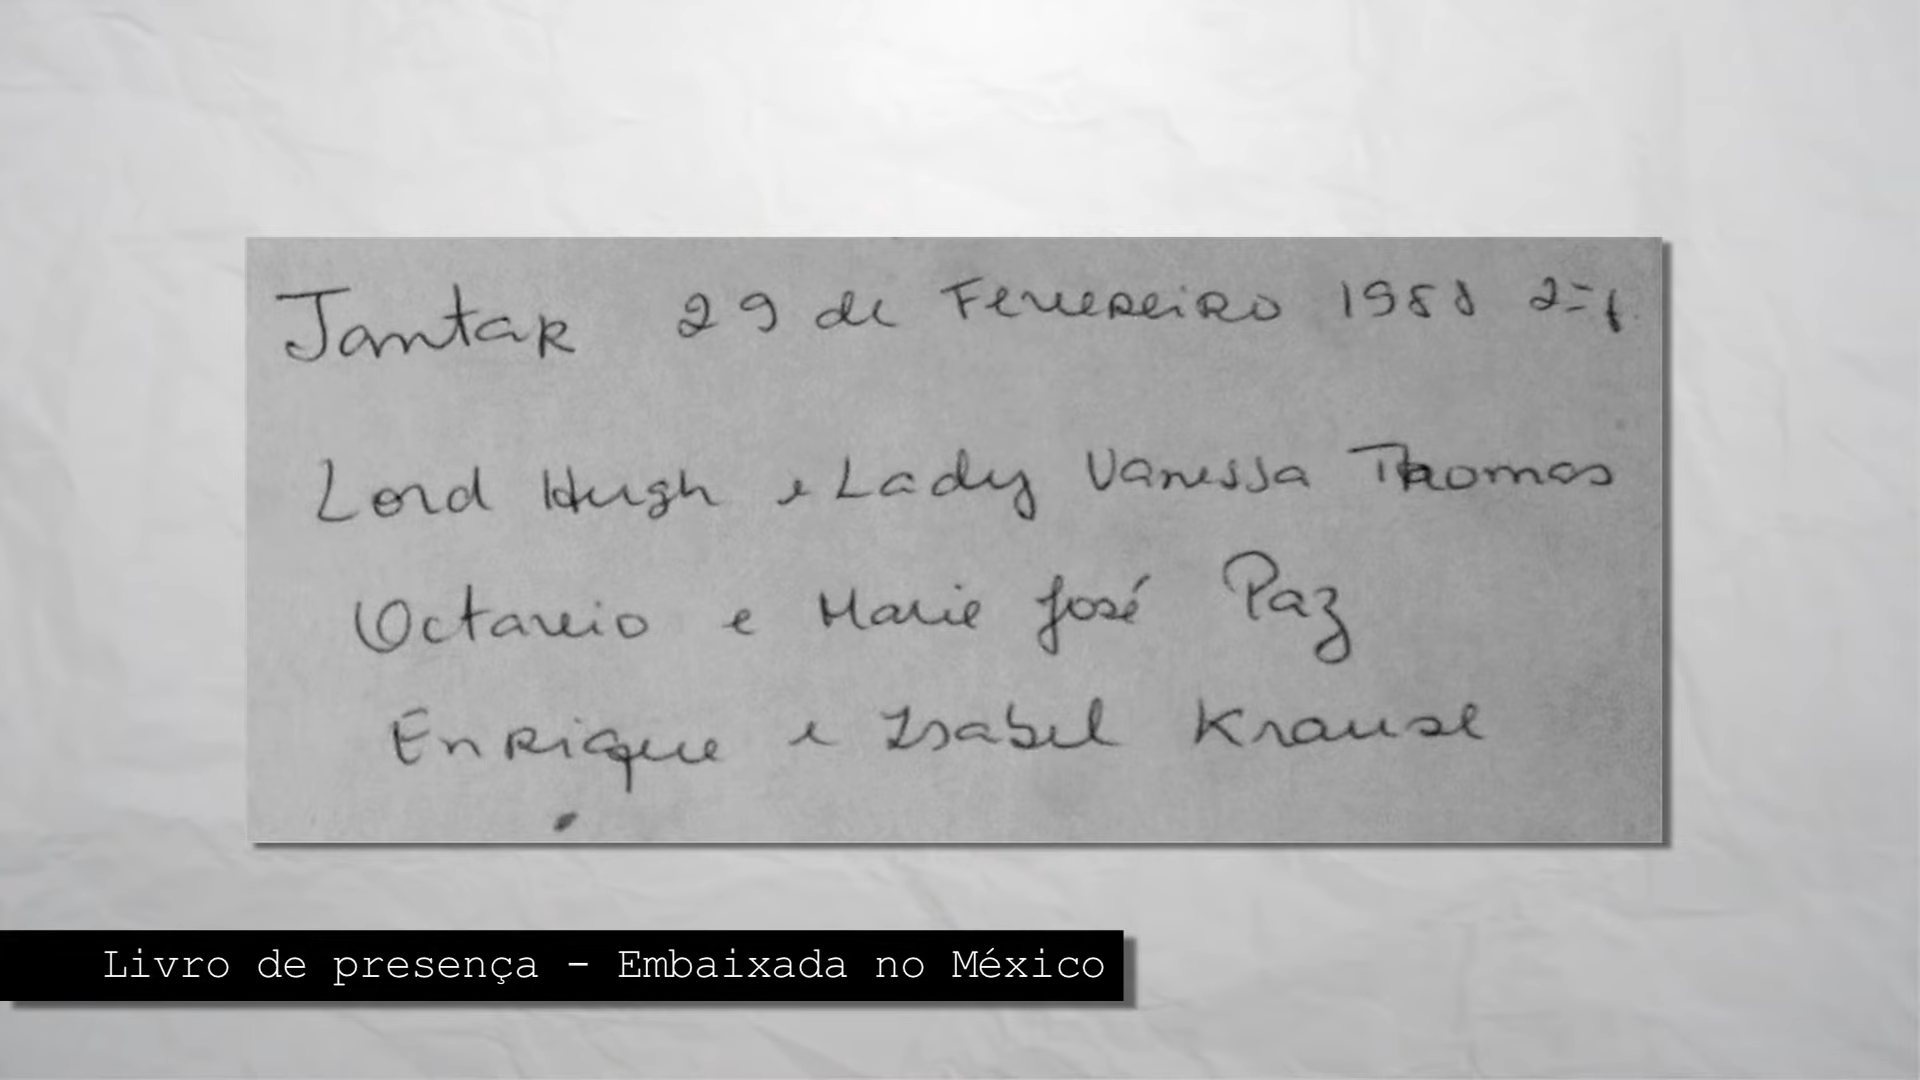 Jantar 29 de Fevereiro 1988 2=f.
Lord Hugh e Lady Vanessa Thomas
Octavio e Marie José Paz
Enrique e Isabel Krause
Livro de presença - Embaixada no México